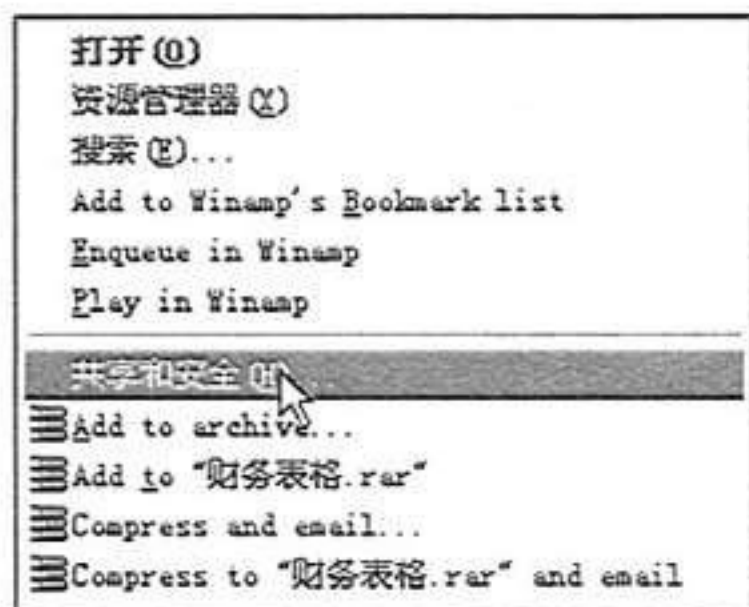 打开(O)
资源管理器(X)
搜索(E)...
Add to Winamp's Bookmark list
Enqueue in Winamp
Play in Winamp
共享和安全(H)...
Add to archive...
Add to "财务表格.rar"
Compress and email...
Compress to "财务表格.rar" and email